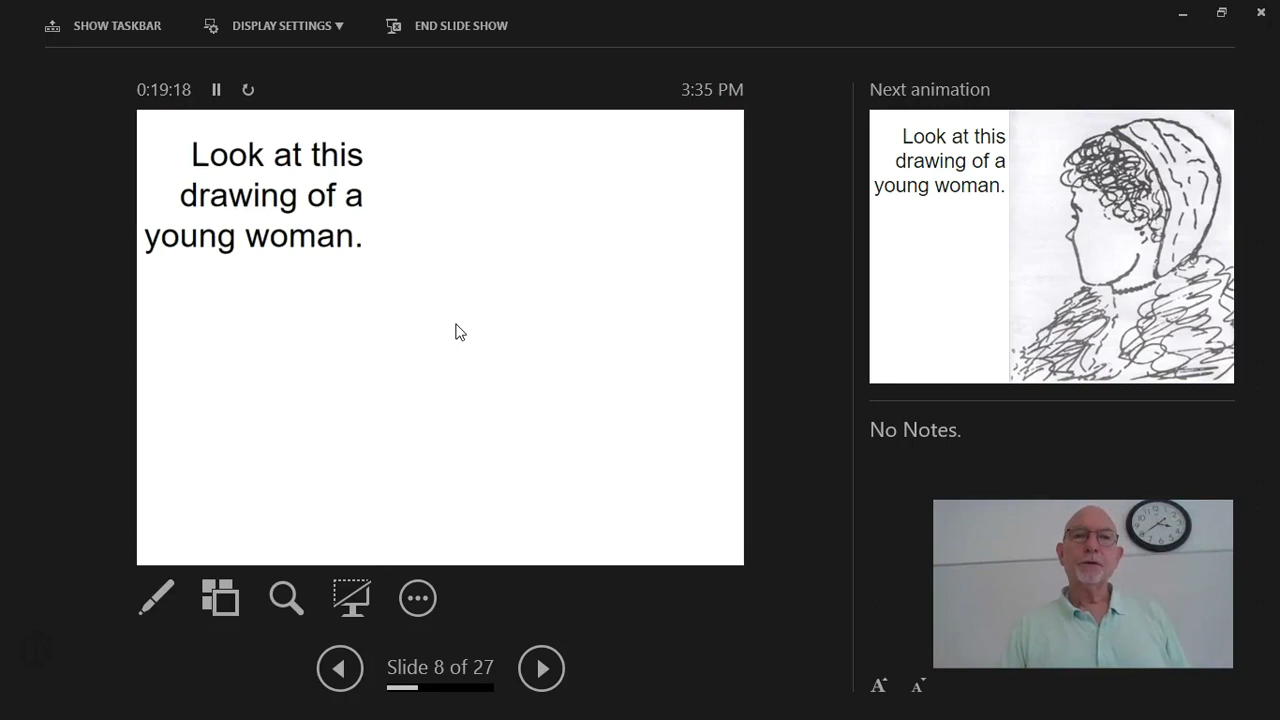 SHOW TASKBAR
DISPLAY SETTINGS ▼
END SLIDE SHOW
0:19:18
3:35 PM
Look at this
drawing of a
young woman.
Slide 8 of 27
Next animation
Look at this
drawing of a
young woman.
No Notes.
A
A